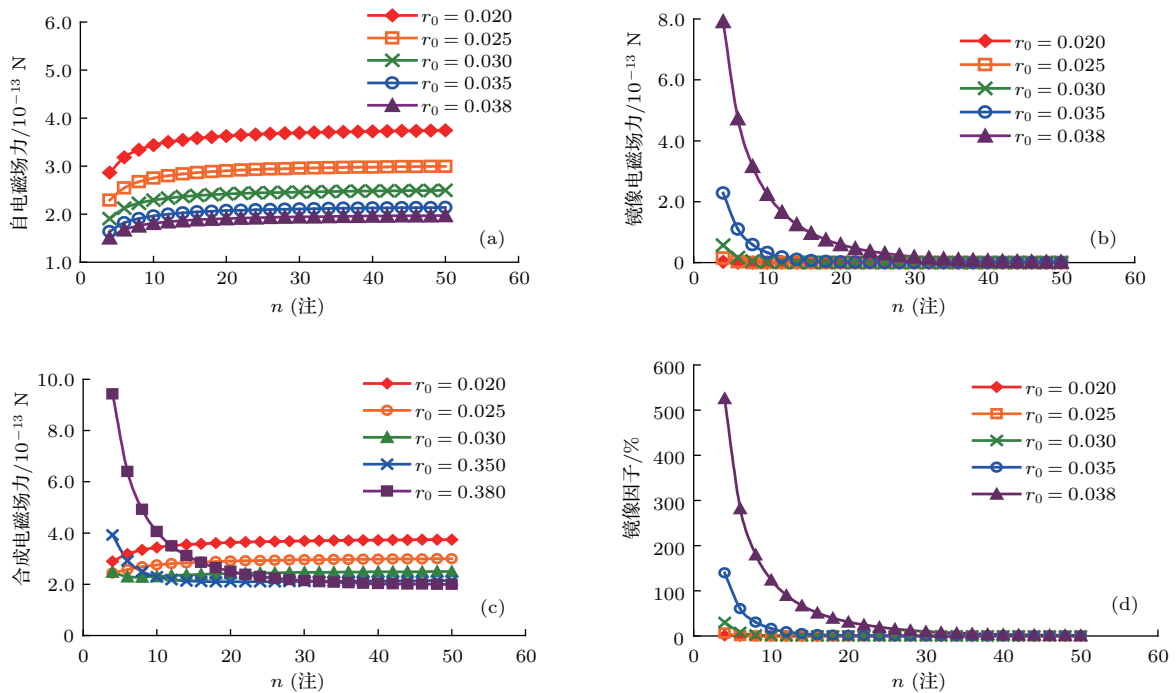 自电磁场力/10⁻¹³ N
6.0
5.0
4.0
3.0
2.0
1.0
r₀ = 0.020
r₀ = 0.025
r₀ = 0.030
r₀ = 0.035
r₀ = 0.038
(a)
0 10 20 30 40 50 60
n (注)
镜像电磁场力/10⁻¹³ N
8.0
6.0
4.0
2.0
0
r₀ = 0.020
r₀ = 0.025
r₀ = 0.030
r₀ = 0.035
r₀ = 0.038
(b)
0 10 20 30 40 50 60
n (注)
合成电磁场力/10⁻¹³ N
10.0
8.0
6.0
4.0
2.0
0
r₀ = 0.020
r₀ = 0.025
r₀ = 0.030
r₀ = 0.350
r₀ = 0.380
(c)
0 10 20 30 40 50 60
n (注)
镜像因子/%
600
500
400
300
200
100
0
r₀ = 0.020
r₀ = 0.025
r₀ = 0.030
r₀ = 0.035
r₀ = 0.038
(d)
0 10 20 30 40 50 60
n (注)